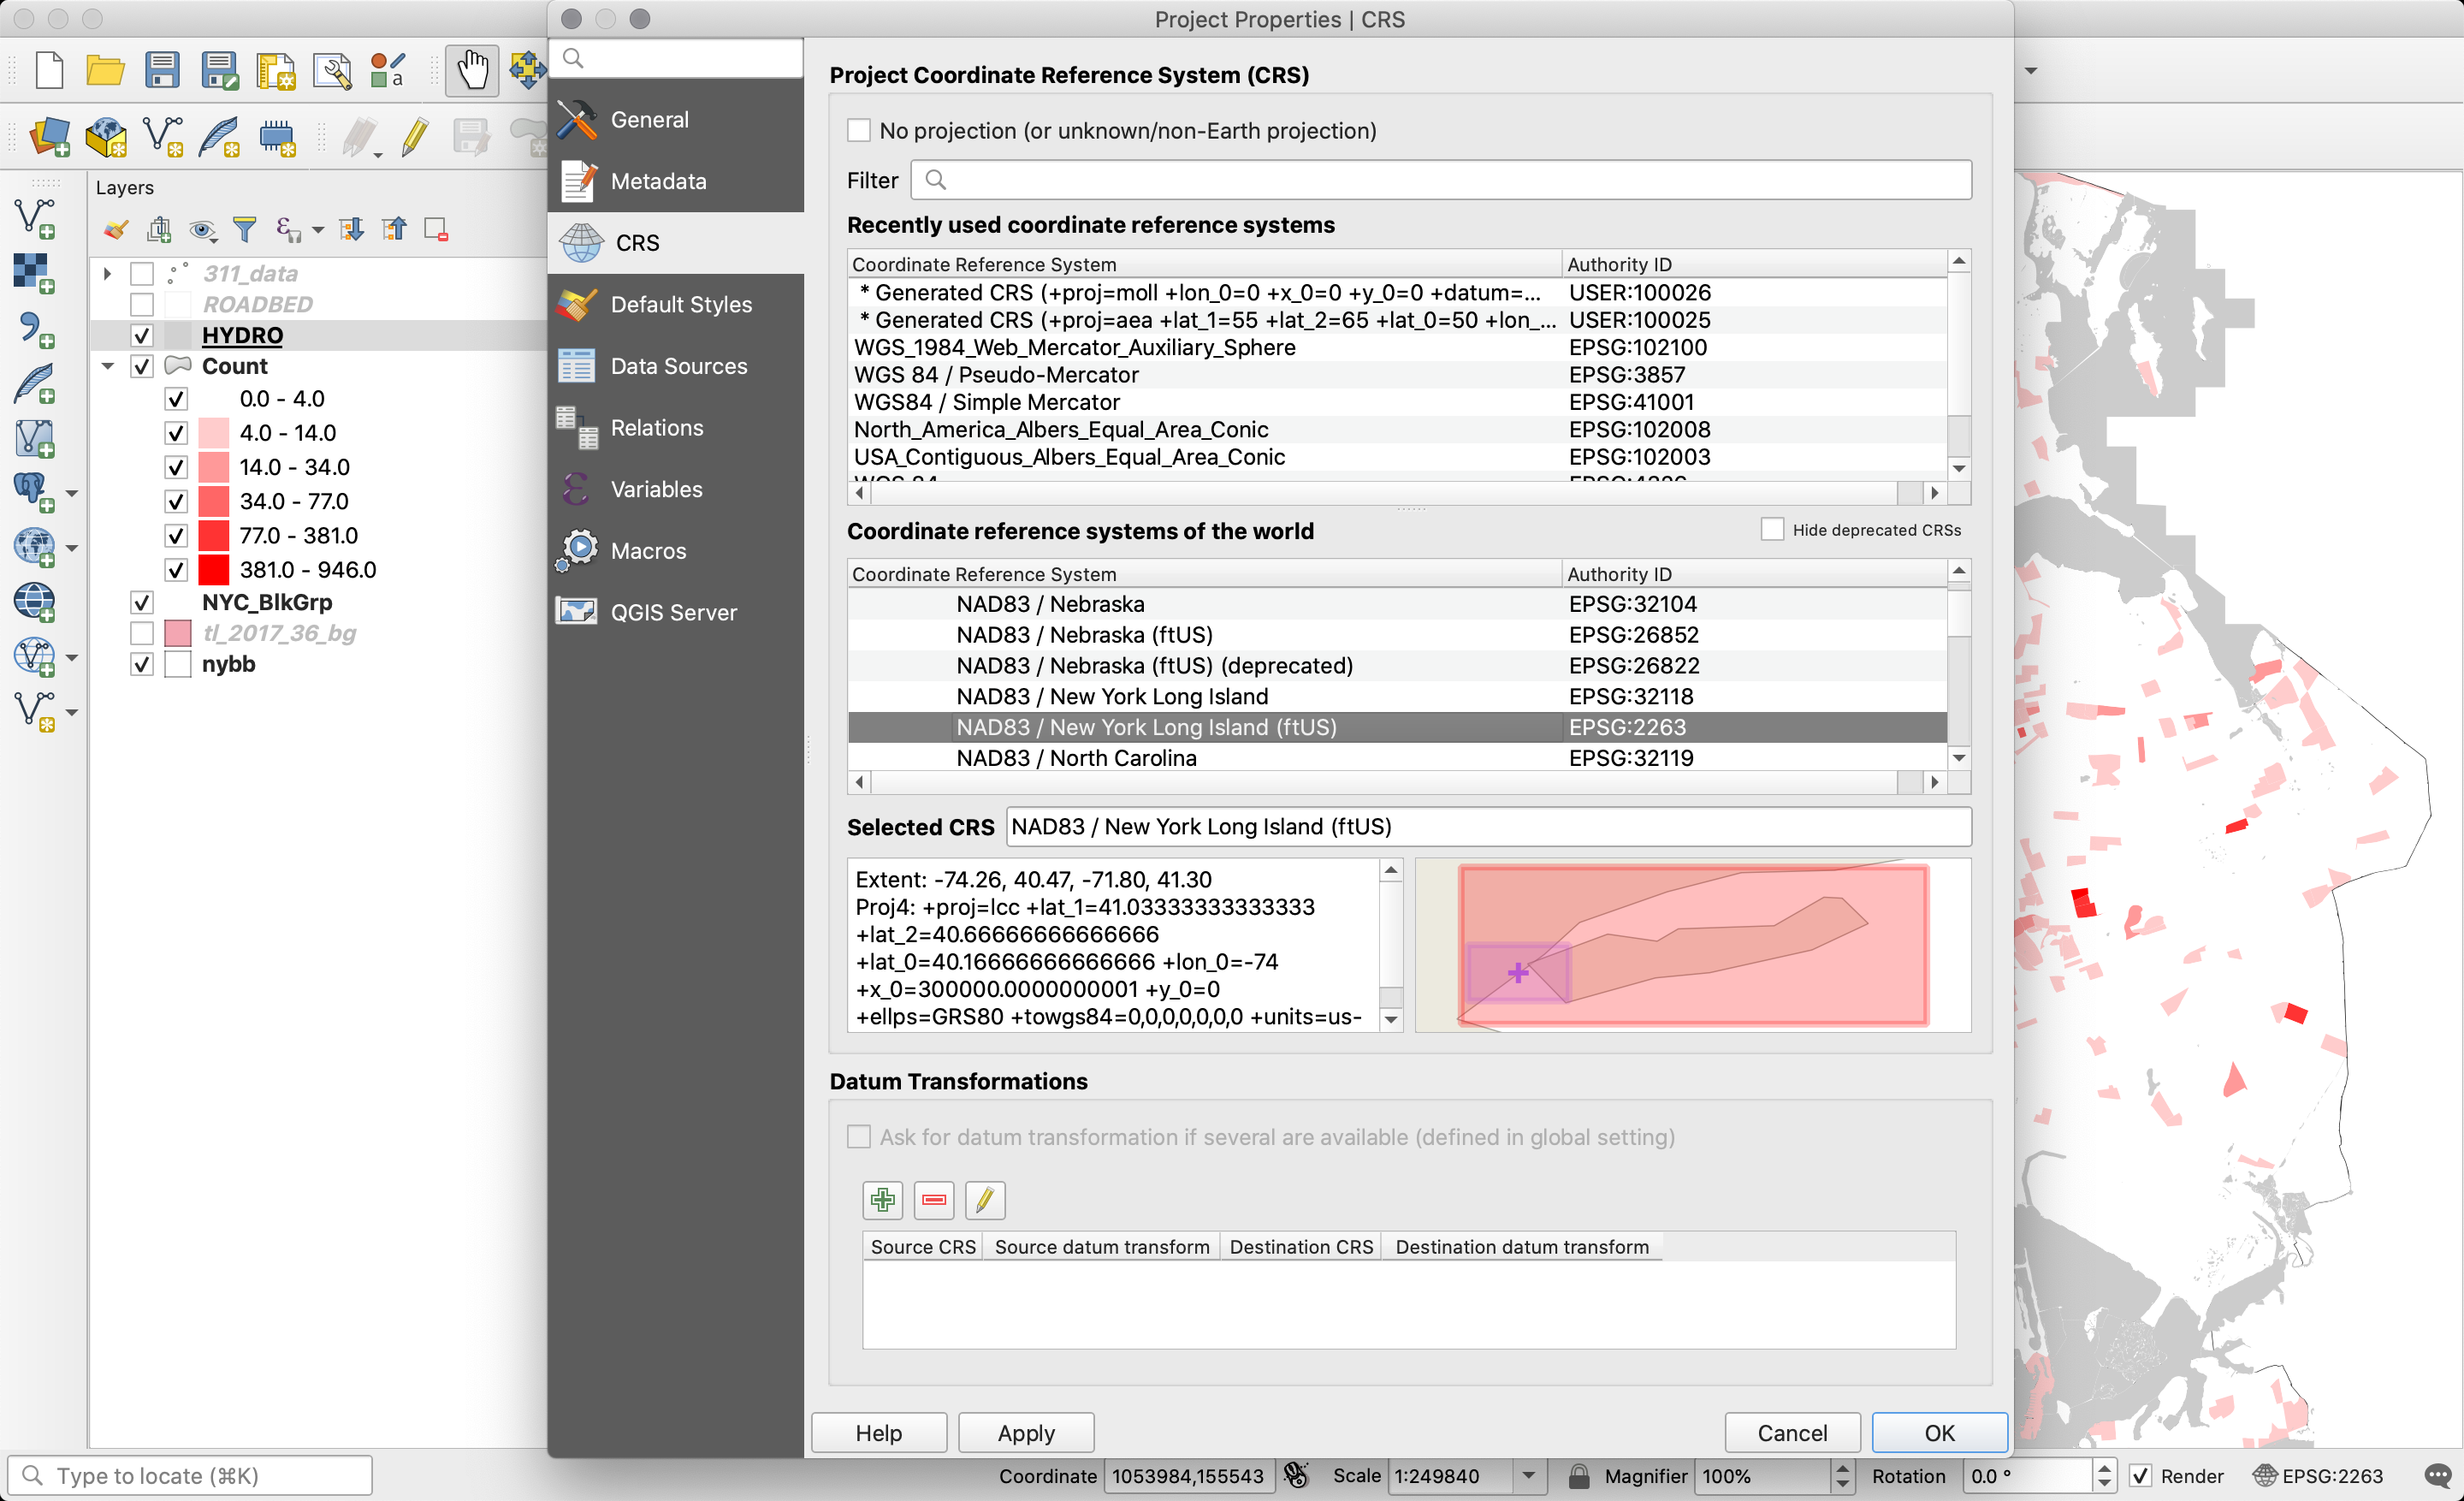 Project Properties | CRS
Layers
311_data
ROADBED
HYDRO
Count
0.0 - 4.0
4.0 - 14.0
14.0 - 34.0
34.0 - 77.0
77.0 - 381.0
381.0 - 946.0
NYC_BlkGrp
tl_2017_36_bg
nybb
General
Metadata
CRS
Default Styles
Data Sources
Relations
Variables
Macros
QGIS Server
Project Coordinate Reference System (CRS)
No projection (or unknown/non-Earth projection)
Filter
Recently used coordinate reference systems
Coordinate Reference System Authority ID
* Generated CRS (+proj=moll +lon_0=0 +x_0=0 +y_0=0 +datum=... USER:100026
* Generated CRS (+proj=aea +lat_1=55 +lat_2=65 +lat_0=50 +lon_... USER:100025
WGS_1984_Web_Mercator_Auxiliary_Sphere EPSG:102100
WGS 84 / Pseudo-Mercator EPSG:3857
WGS84 / Simple Mercator EPSG:41001
North_America_Albers_Equal_Area_Conic EPSG:102008
USA_Contiguous_Albers_Equal_Area_Conic EPSG:102003
Coordinate reference systems of the world
Hide deprecated CRSs
Coordinate Reference System Authority ID
NAD83 / Nebraska EPSG:32104
NAD83 / Nebraska (ftUS) EPSG:26852
NAD83 / Nebraska (ftUS) (deprecated) EPSG:26822
NAD83 / New York Long Island EPSG:32118
NAD83 / New York Long Island (ftUS) EPSG:2263
NAD83 / North Carolina EPSG:32119
Selected CRS NAD83 / New York Long Island (ftUS)
Extent: -74.26, 40.47, -71.80, 41.30
Proj4: +proj=lcc +lat_1=41.03333333333333
+lat_2=40.66666666666666
+lat_0=40.16666666666666 +lon_0=-74
+x_0=300000.0000000001 +y_0=0
+ellps=GRS80 +towgs84=0,0,0,0,0,0,0 +units=us-
Datum Transformations
Ask for datum transformation if several are available (defined in global setting)
Source CRS Source datum transform Destination CRS Destination datum transform
Help Apply Cancel OK
Type to locate (⌘K)
Coordinate 1053984,155543 Scale 1:249840 Magnifier 100% Rotation 0.0 ° Render EPSG:2263